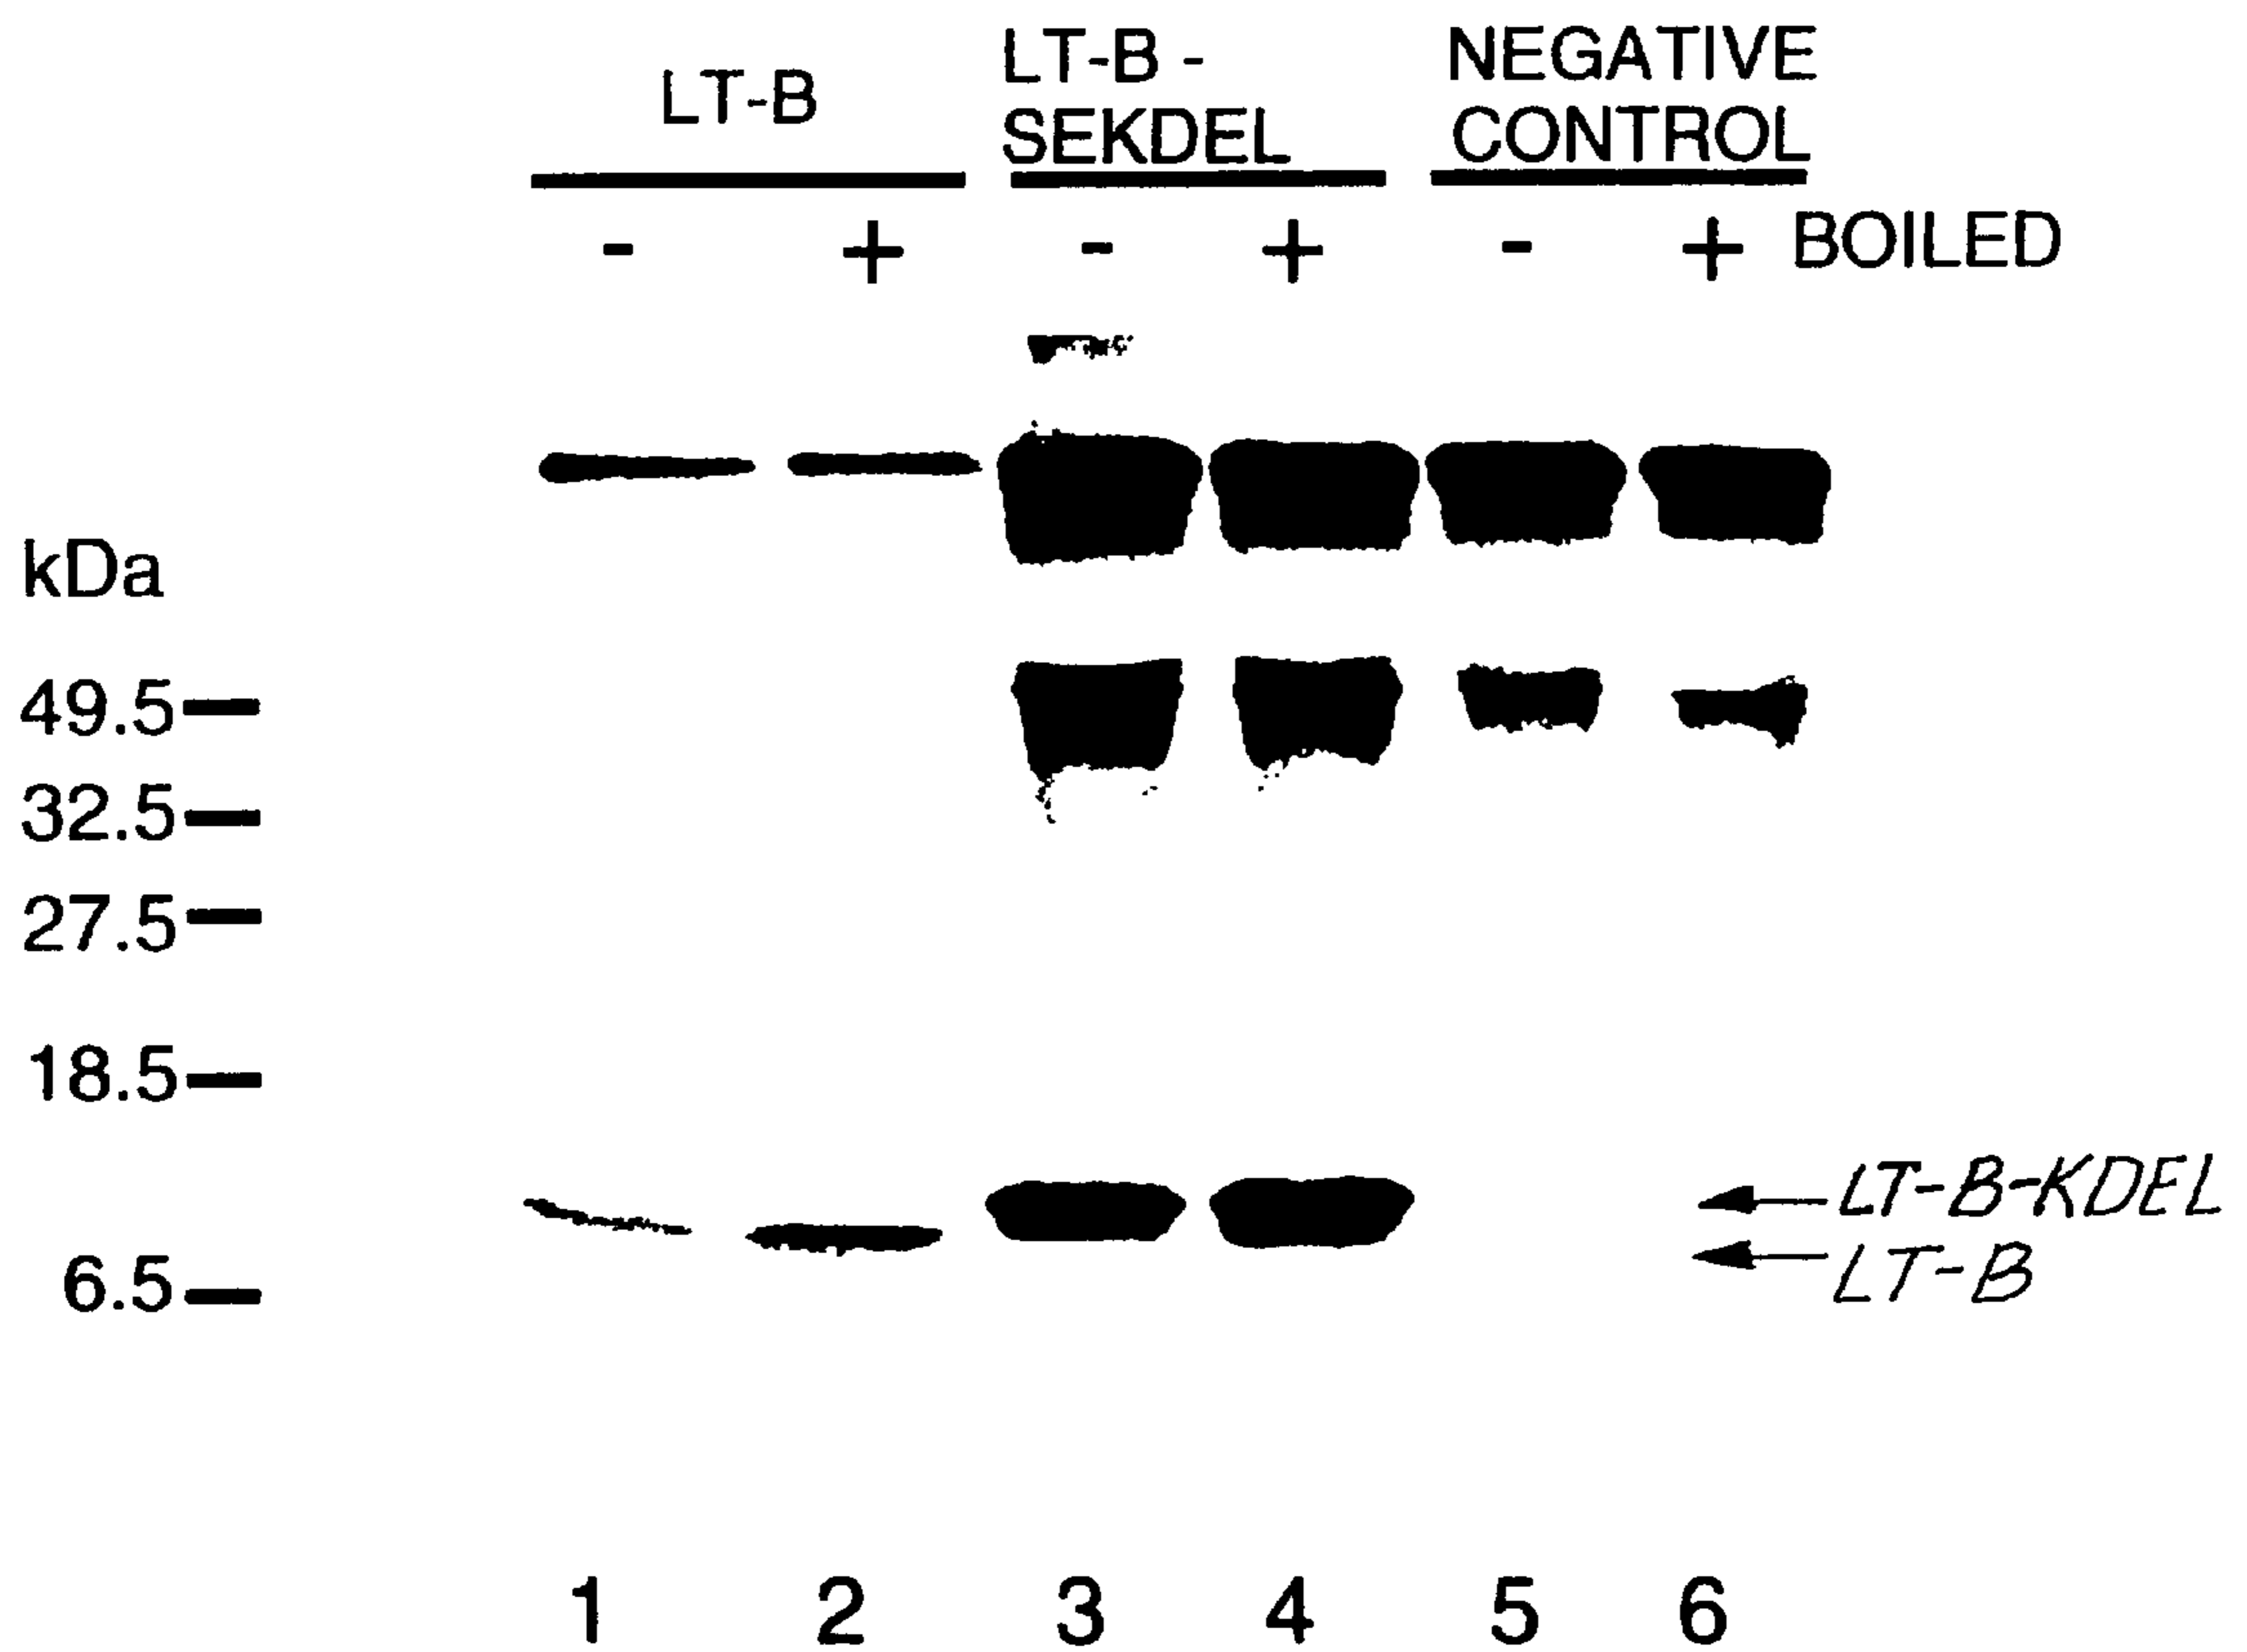 LT-B
LT-B -
SEKDEL
NEGATIVE
CONTROL
- + - + - + BOILED
kDa
49.5
32.5
27.5
18.5
6.5
LT-B-KDEL
LT-B
1 2 3 4 5 6